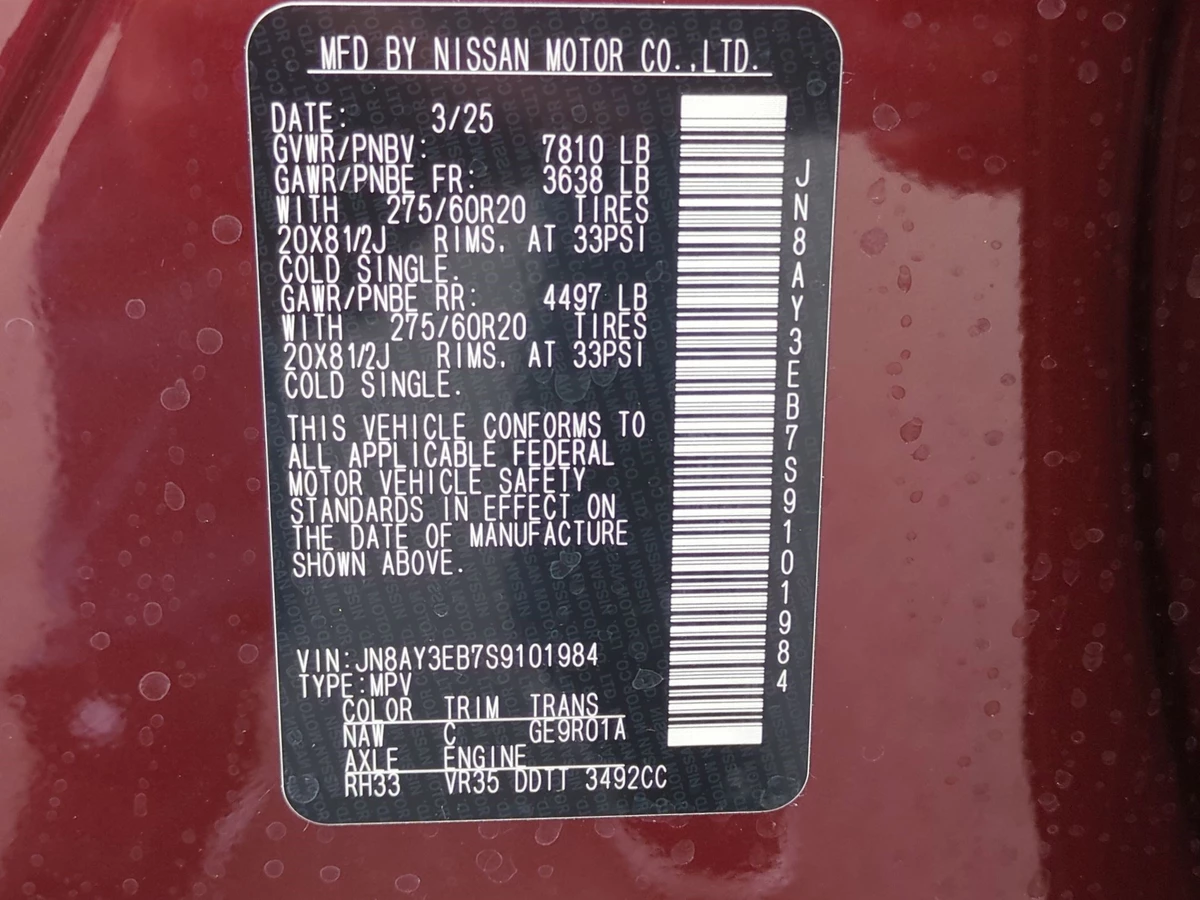 MFD BY NISSAN MOTOR CO.,LTD.
DATE: 3/25
GVWR/PNBV: 7810 LB
GAWR/PNBE FR: 3638 LB
WITH 275/60R20 TIRES
20X81/2J RIMS. AT 33PSI
COLD SINGLE.
GAWR/PNBE RR: 4497 LB
WITH 275/60R20 TIRES
20X81/2J RIMS. AT 33PSI
COLD SINGLE.
THIS VEHICLE CONFORMS TO
ALL APPLICABLE FEDERAL
MOTOR VEHICLE SAFETY
STANDARDS IN EFFECT ON
THE DATE OF MANUFACTURE
SHOWN ABOVE.
VIN:JN8AY3EB7S9101984
TYPE:MPV
COLOR TRIM TRANS
NAW C GE9R01A
AXLE ENGINE
RH33 VR35 DDTT 3492CC
JN8AY3EB7S9101984